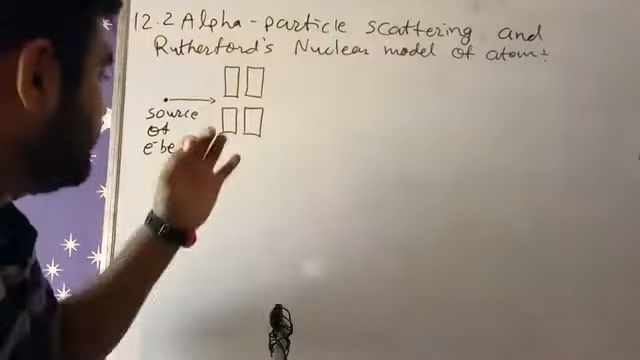 12.2 Alpha-particle scattering and
Rutherford's Nuclear model of atom:
source
of
e⁻be